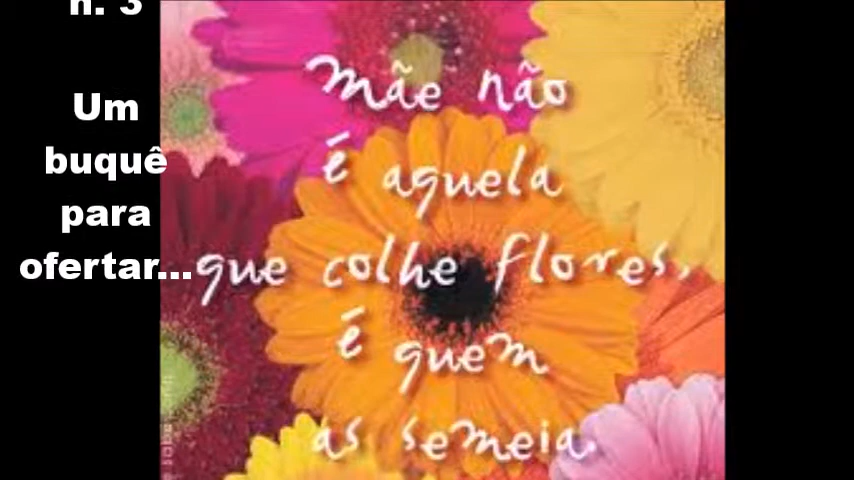 n. 3
Um
buquê
para
ofertar...
Mãe não
é aquela
que colhe flores,
é quem
as semeia.